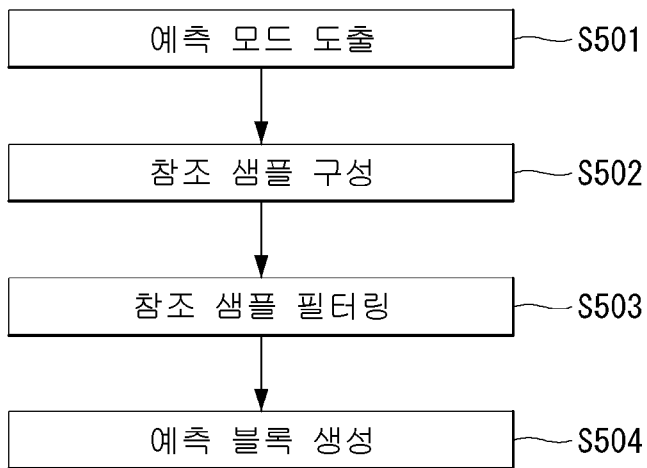 예측 모드 도출 S501
참조 샘플 구성 S502
참조 샘플 필터링 S503
예측 블록 생성 S504